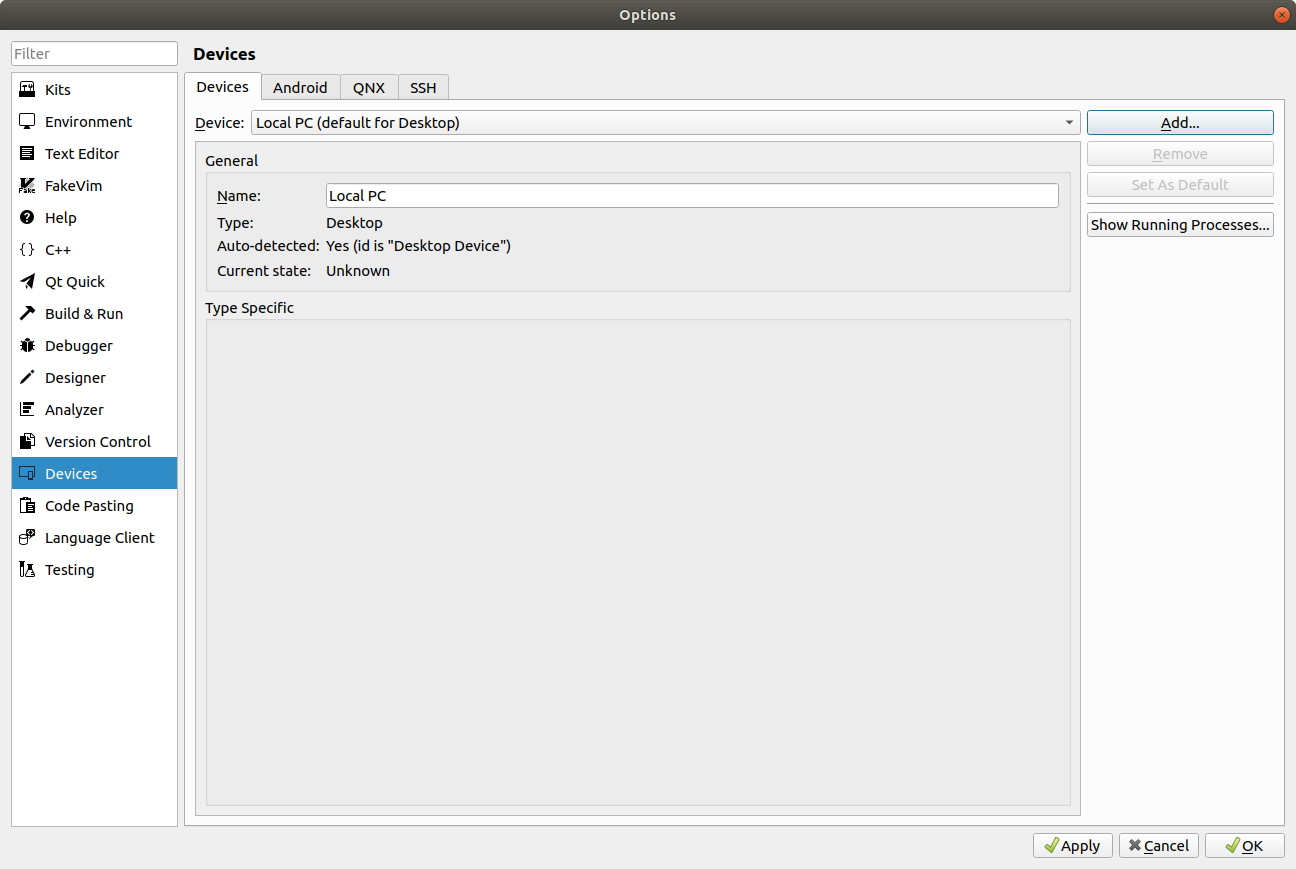 Options
Filter
Kits
Environment
Text Editor
FakeVim
Help
C++
Qt Quick
Build & Run
Debugger
Designer
Analyzer
Version Control
Devices
Code Pasting
Language Client
Testing
Devices
Devices Android QNX SSH
Device: Local PC (default for Desktop)
General
Name: Local PC
Type: Desktop
Auto-detected: Yes (id is "Desktop Device")
Current state: Unknown
Type Specific
Add...
Remove
Set As Default
Show Running Processes...
Apply Cancel OK